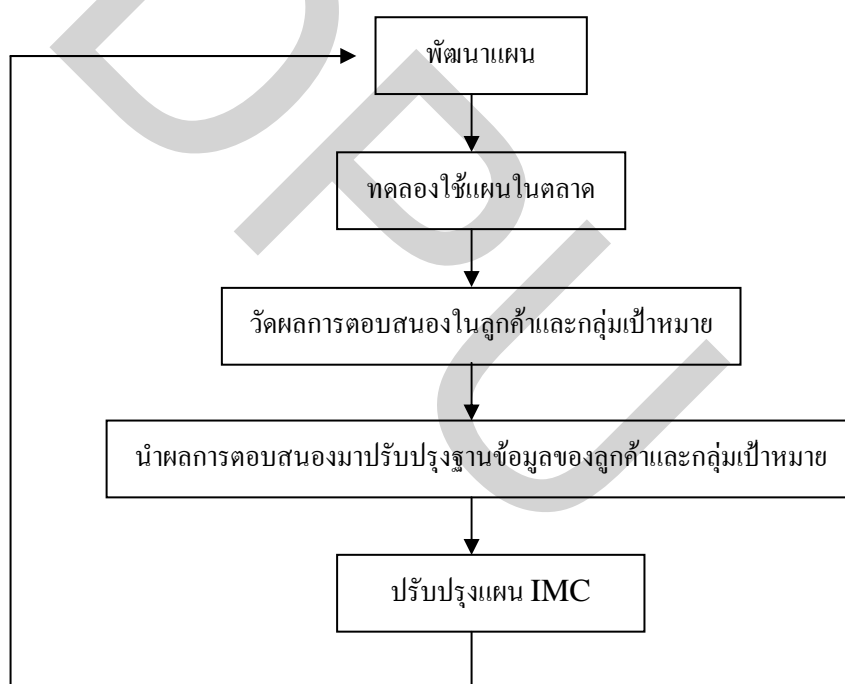 พัฒนาแผน
ทดลองใช้แผนในตลาด
วัดผลการตอบสนองในลูกค้าและกลุ่มเป้าหมาย
นำผลการตอบสนองมาปรับปรุงฐานข้อมูลของลูกค้าและกลุ่มเป้าหมาย
ปรับปรุงแผน IMC
DPU